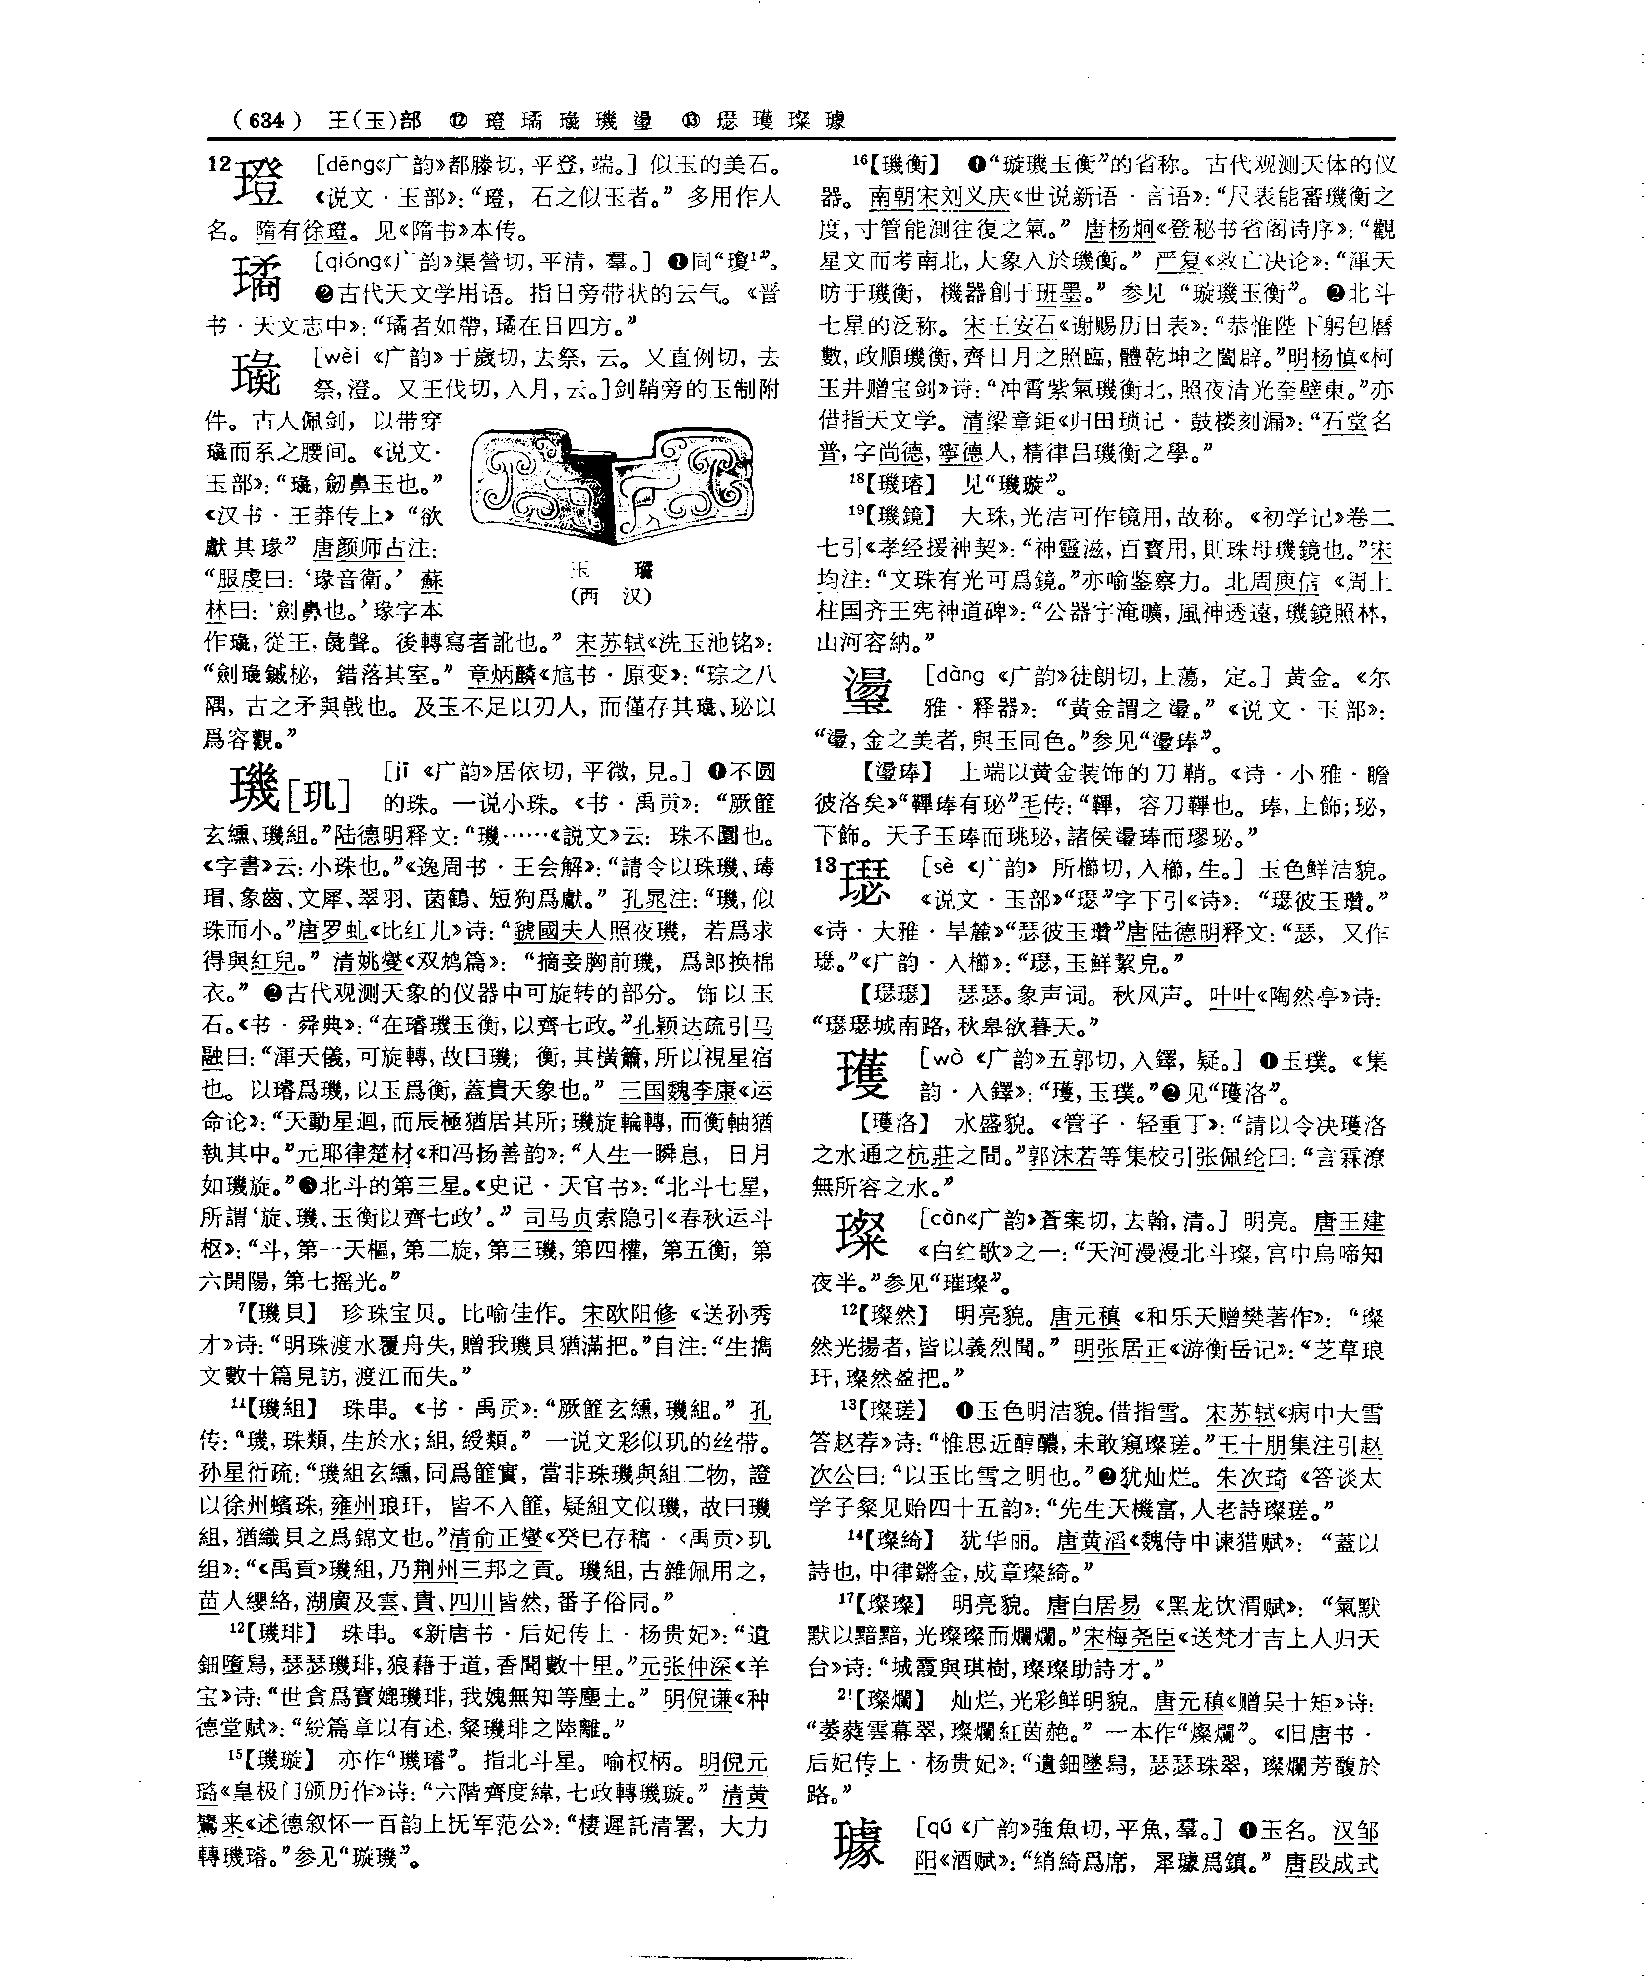 （634） 王(玉)部 ⑫ 璒 璚 璏 璣 璗 ⑬ 璱 瓁 璨 璩
12璒 [dēng《广韵》都滕切,平登,端。] 似玉的美石。
《说文·玉部》:“璒，石之似玉者。” 多用作人
名。隋有徐璒。见《隋书》本传。
璚 [qióng《广韵》渠营切,平清，羣。] ❶同“瓊¹”。
❷古代天文学用语。指日旁带状的云气。《晋
书·天文志中》:“璚者如帶,璚在日四方。”
璏 [wèi《广韵》于歲切,去祭，云。又直例切，去
祭,澄。又王伐切,入月,云。]剑鞘旁的玉制附
件。古人佩剑，以带穿
璏而系之腰间。《说文·
玉部》:“璏,劒鼻玉也。”
《汉书·王莽传上》“欲
獻其瑑” 唐颜师古注:
“服虔曰: ‘瑑音衛。’ 蘇
林曰: ‘劍鼻也。’瑑字本
玉 璏
（西 汉）
作璏,從王,彘聲。後轉寫者訛也。” 宋苏轼《洗玉池铭》:
“劍璏鏚柲，錯落其室。” 章炳麟《訄书·原变》:“琮之八
隅，古之矛與戟也。及玉不足以刃人，而僅存其璏、珌以
爲容觀。”
璣[玑] [jī《广韵》居依切,平微,見。] ❶不圆
的珠。一说小珠。《书·禹贡》: “厥篚
玄纁、璣組。”陆德明释文:“璣……《說文》云: 珠不圜也。
《字書》云:小珠也。”《逸周书·王会解》:“請令以珠璣、瑇
瑁、象齒、文犀、翠羽、菌鶴、短狗爲獻。” 孔晁注:“璣,似
珠而小。”唐罗虬《比红儿》诗:“虢國夫人照夜璣，若爲求
得與紅兒。” 清姚燮《双鸩篇》: “摘妾胸前璣，爲郎换棉
衣。” ❷古代观测天象的仪器中可旋转的部分。饰以玉
石。《书·舜典》:“在璿璣玉衡,以齊七政。”孔颖达疏引马
融曰:“渾天儀,可旋轉,故曰璣; 衡,其横簫,所以視星宿
也。以璿爲璣,以玉爲衡,蓋貴天象也。” 三国魏李康《运
命论》:“天動星迴,而辰極猶居其所;璣旋輪轉,而衡軸猶
執其中。”元耶律楚材《和冯扬善韵》:“人生一瞬息，日月
如璣旋。”❸北斗的第三星。《史记·天官书》:“北斗七星，
所謂‘旋、璣、玉衡以齊七政’。” 司马贞索隐引《春秋运斗
枢》:“斗,第一天樞,第二旋,第三璣,第四權，第五衡，第
六開陽,第七摇光。”
⁷【璣貝】 珍珠宝贝。比喻佳作。宋欧阳修《送孙秀
才》诗:“明珠渡水覆舟失,贈我璣貝猶滿把。”自注:“生攜
文數十篇見訪,渡江而失。”
¹¹【璣組】 珠串。《书·禹贡》:“厥篚玄纁,璣組。” 孔
传:“璣,珠類,生於水;組,綬類。” 一说文彩似玑的丝带。
孙星衍疏:“璣組玄纁,同爲篚實，當非珠璣與組二物，證
以徐州蠙珠,雍州琅玕，皆不入篚，疑組文似璣，故曰璣
組,猶織貝之爲錦文也。”清俞正燮《癸巳存稿·〈禹贡〉玑
组》:“《禹貢》璣組,乃荆州三邦之貢。璣組,古雜佩用之，
苗人纓絡,湖廣及雲、貴、四川皆然,番子俗同。”
¹²【璣琲】 珠串。《新唐书·后妃传上·杨贵妃》:“遺
鈿墮舄,瑟瑟璣琲,狼藉于道,香聞數十里。”元张仲深《羊
宝》诗:“世貪爲寶媲璣琲,我媿無知等塵土。” 明倪谦《种
德堂赋》:“紛篇章以有述,粲璣琲之陸離。”
¹⁵【璣璇】 亦作“璣璿”。指北斗星。喻权柄。明倪元
璐《皇极门颁历作》诗:“六階齊度緯,七政轉璣璇。” 清黄
鷟来《述德叙怀一百韵上抚军范公》:“棲遲託清署，大力
轉璣璿。”参见“璇璣”。
¹⁶【璣衡】 ❶“璇璣玉衡”的省称。古代观测天体的仪
器。南朝宋刘义庆《世说新语·言语》:“尺表能審璣衡之
度,寸管能測往復之氣。” 唐杨炯《登秘书省阁诗序》:“觀
星文而考南北,大象入於璣衡。” 严复《救亡决论》:“渾天
昉于璣衡，機器創于班墨。” 参见 “璇璣玉衡”。❷北斗
七星的泛称。宋王安石《谢赐历日表》:“恭惟陛下躬包曆
數,政順璣衡,齊日月之照臨,體乾坤之闔辟。”明杨慎《柯
玉井赠宝剑》诗:“冲霄紫氣璣衡北,照夜清光奎壁東。”亦
借指天文学。清梁章鉅《归田琐记·鼓楼刻漏》:“石堂名
普,字尚德,寧德人,精律吕璣衡之學。”
¹⁸【璣璿】 见“璣璇”。
¹⁹【璣鏡】 大珠,光洁可作镜用,故称。《初学记》卷二
七引《孝经援神契》:“神靈滋,百寳用,則珠母璣鏡也。”宋
均注:“文珠有光可爲鏡。”亦喻鉴察力。北周庾信《周上
柱国齐王宪神道碑》:“公器宇淹曠,風神透遠,璣鏡照林，
山河容納。”
璗 [dàng《广韵》徒朗切,上蕩，定。] 黄金。《尔
雅·释器》: “黄金謂之璗。”《说文·玉部》:
“璗,金之美者,與玉同色。”参见“璗琫”。
【璗琫】 上端以黄金装饰的刀鞘。《诗·小雅·瞻
彼洛矣》“鞸琫有珌”毛传:“鞸，容刀鞸也。琫,上飾;珌,
下飾。天子玉琫而珧珌,諸侯璗琫而璆珌。”
13璱 [sè《广韵》所櫛切,入櫛,生。] 玉色鲜洁貌。
《说文·玉部》“璱”字下引《诗》: “璱彼玉瓚。”
《诗·大雅·旱麓》“瑟彼玉瓚”唐陆德明释文:“瑟，又作
璱。”《广韵·入櫛》:“璱,玉鮮絜皃。”
【璱璱】 瑟瑟。象声词。秋风声。叶叶《陶然亭》诗:
“璱璱城南路,秋皋欲暮天。”
瓁 [wò《广韵》五郭切,入鐸，疑。] ❶玉璞。《集
韵·入鐸》:“瓁,玉璞。”❷见“瓁洛”。
【瓁洛】 水盛貌。《管子·轻重丁》:“請以令决瓁洛
之水通之杭莊之間。”郭沫若等集校引张佩纶曰:“言霖潦
無所容之水。”
璨 [càn《广韵》蒼案切,去翰,清。] 明亮。唐王建
《白纻歌》之一:“天河漫漫北斗璨,宫中烏啼知
夜半。”参见“璀璨”。
¹²【璨然】 明亮貌。唐元稹《和乐天赠樊著作》: “璨
然光揚者,皆以義烈聞。” 明张居正《游衡岳记》:“芝草琅
玕,璨然盈把。”
¹³【璨瑳】 ❶玉色明洁貌。借指雪。宋苏轼《病中大雪
答赵荐》诗:“惟思近醇醲,未敢窺璨瑳。”王十朋集注引赵
次公曰:“以玉比雪之明也。”❷犹灿烂。朱次琦《答谈太
学子粲见贻四十五韵》:“先生天機富,人老詩璨瑳。”
¹⁴【璨綺】 犹华丽。唐黄滔《魏侍中谏猎赋》: “蓋以
詩也,中律鏘金,成章璨綺。”
¹⁷【璨璨】 明亮貌。唐白居易《黑龙饮渭赋》: “氣默
默以黯黯,光璨璨而爛爛。”宋梅尧臣《送梵才吉上人归天
台》诗:“城霞與琪樹,璨璨助詩才。”
²¹【璨爛】 灿烂,光彩鲜明貌。唐元稹《赠吴士矩》诗:
“萎蕤雲幕翠,璨爛紅茵赩。” 一本作“燦爛”。《旧唐书·
后妃传上·杨贵妃》:“遺鈿墜舄，瑟瑟珠翠，璨爛芳馥於
路。”
璩 [qú《广韵》強魚切,平魚,羣。] ❶玉名。汉邹
阳《酒赋》:“綃綺爲席，犀璩爲鎮。” 唐段成式